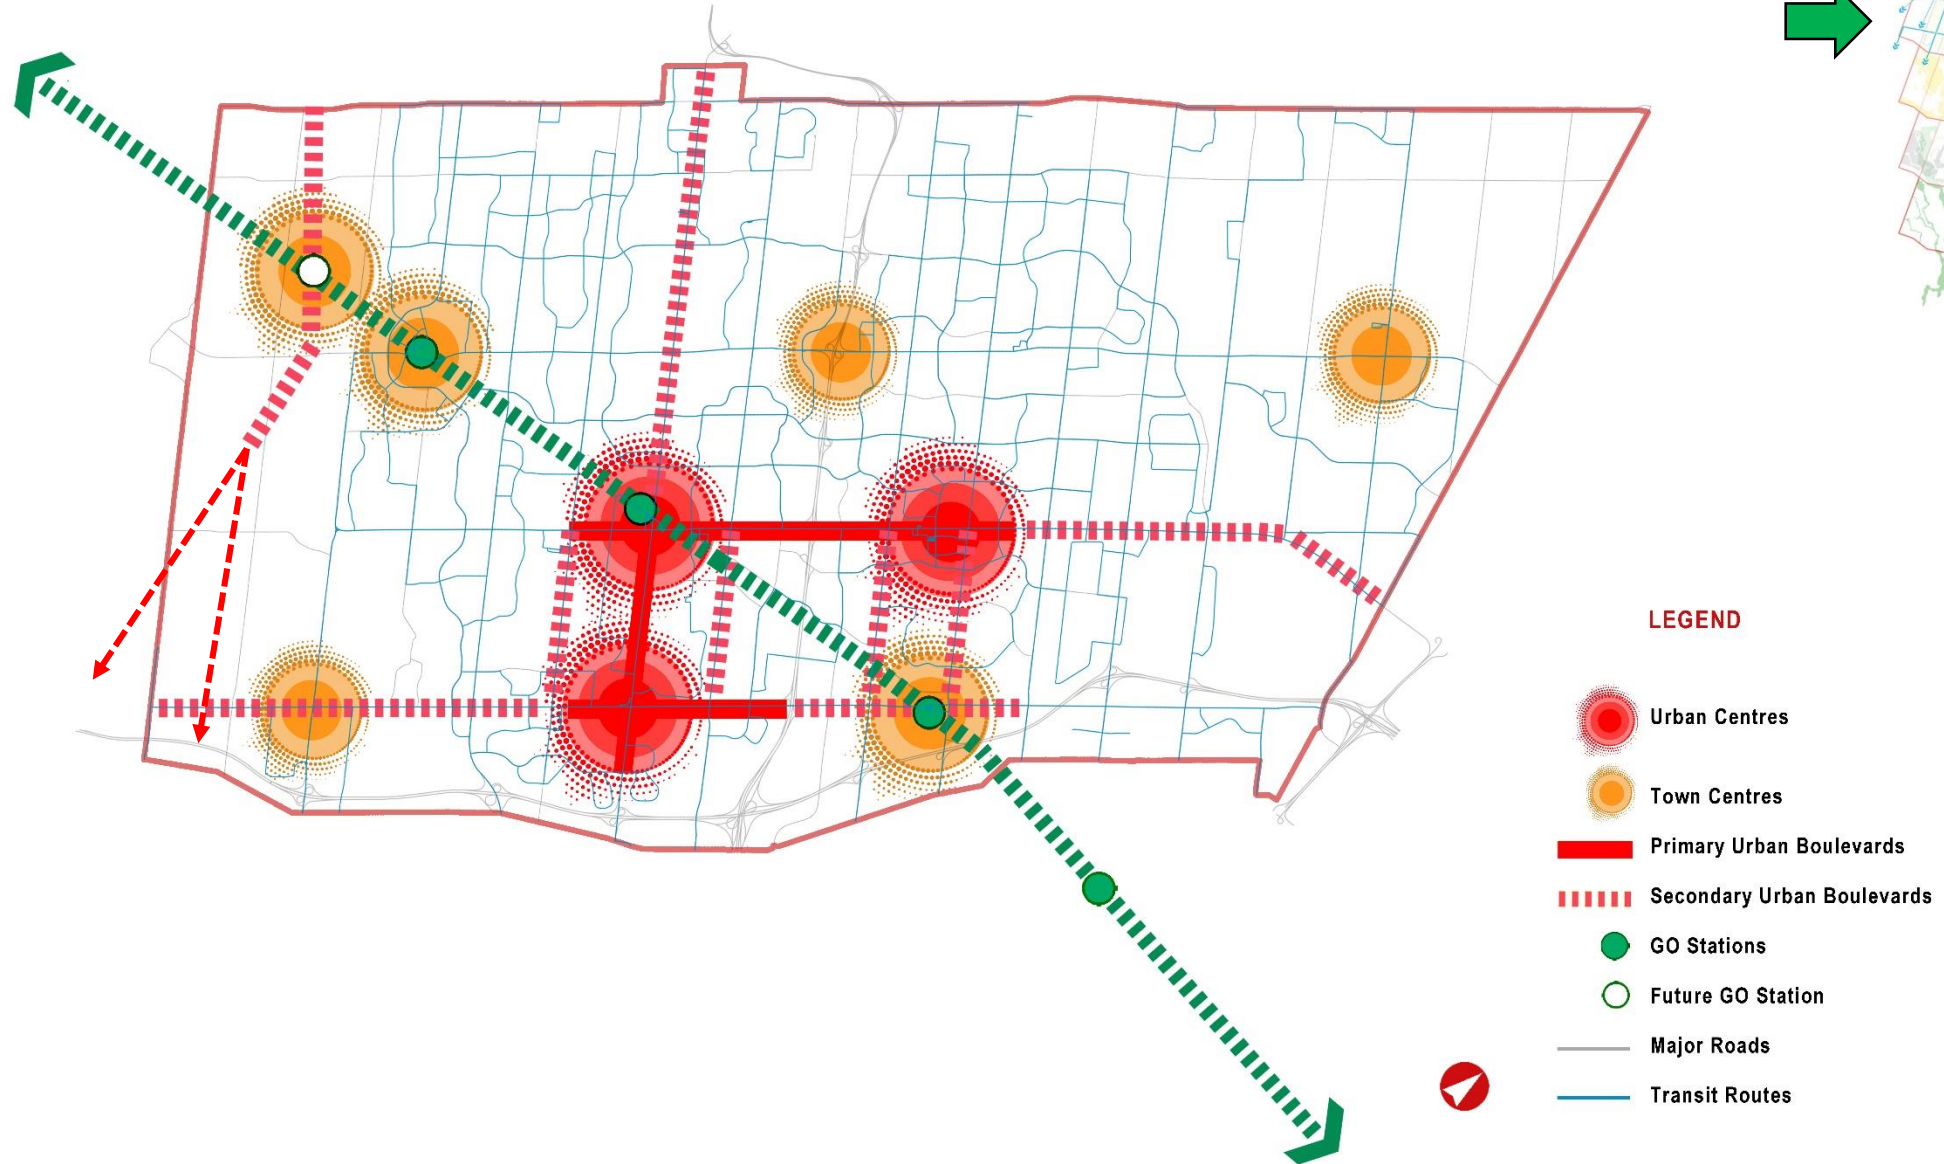 LEGEND
Urban Centres
Town Centres
Primary Urban Boulevards
Secondary Urban Boulevards
GO Stations
Future GO Station
Major Roads
Transit Routes